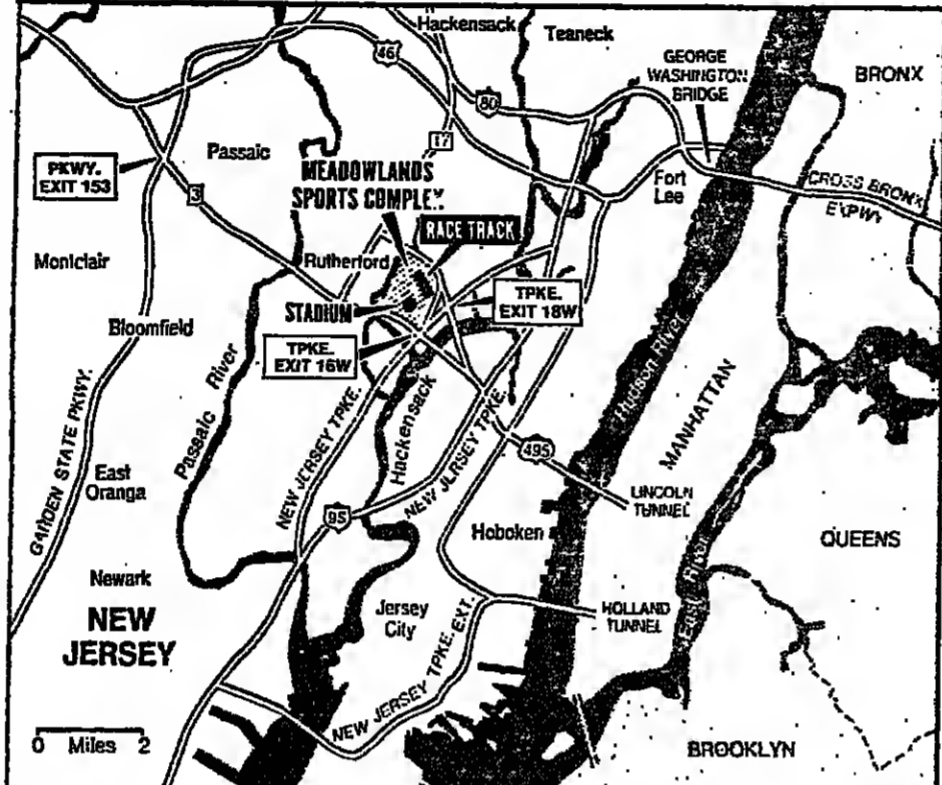 Hackensack
Teaneck
46
GEORGE
WASHINGTON
BRIDGE
BRONX
80
17
PKWY.
EXIT 153
Passaic
3
MEADOWLANDS
SPORTS COMPLEX
Fort
Lee
CROSS BRONX
EXPWY
RACE TRACK
Montclair
Rutherford
STADIUM
TPKE.
EXIT 18W
Bloomfield
TPKE.
EXIT 16W
Passaic River
Hudson River
MANHATTAN
GARDEN STATE PKWY.
NEW JERSEY TPKE.
Hackensack
NEW JERSEY TPKE.
495
East
Oranga
LINCOLN
TUNNEL
95
Hoboken
QUEENS
East River
Newark
NEW
JERSEY
Jersey
City
HOLLAND
TUNNEL
NEW JERSEY TPKE. EXT.
0 Miles 2
BROOKLYN